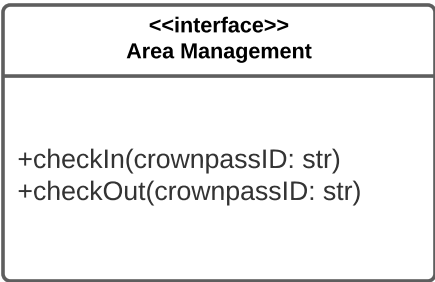 <<interface>>
Area Management
+checkIn(crownpassID: str)
+checkOut(crownpassID: str)